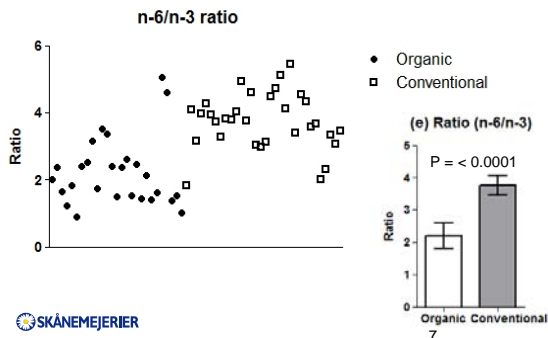 n-6/n-3 ratio
6
4
2
0
Ratio
Organic
Conventional
(e) Ratio (n-6/n-3)
P = < 0.0001
5
4
3
2
1
0
Ratio
Organic Conventional
7
SKÅNEMEJERIER